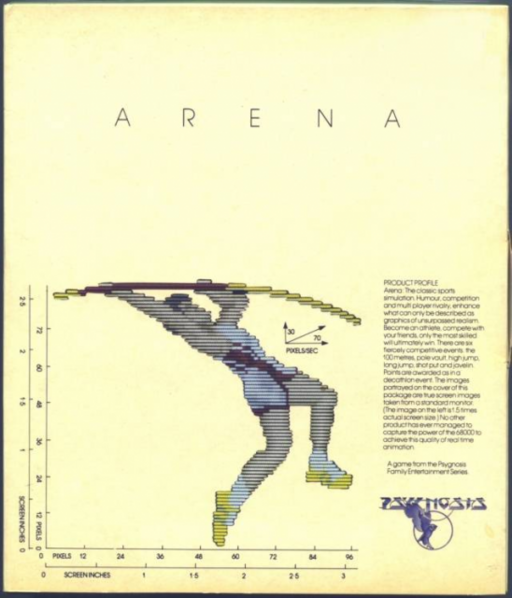 ARENA
PRODUCT PROFILE
Arena: The classic sports
simulation. Humour, competition
and multi player rivalry, enhance
what can only be described as
graphics of unsurpassed realism.
Become an athlete, compete with
your friends, only the most skilled
will ultimately win. There are six
fiercely competitive events, the
100 metres, pole vault, high jump,
long jump, shot put and javelin.
Points are awarded as in a
decathlon event. The images
portrayed on the cover of this
package are true screen images
taken from a standard monitor.
(The image on the left is 1.5 times
actual screen size.) No other
product has ever managed to
capture the power of the 68000 to
achieve this quality of real time
animation.
A game from the Psygnosis
Family Entertainment Series.
PSYGNOSIS
30
70
PIXELS/SEC
2·5
2
1·5
1
SCREEN INCHES 0
72
60
48
36
24
12 PIXELS 0
0 PIXELS 12 24 36 48 60 72 84 96
0 SCREEN INCHES 1 1·5 2 2·5 3